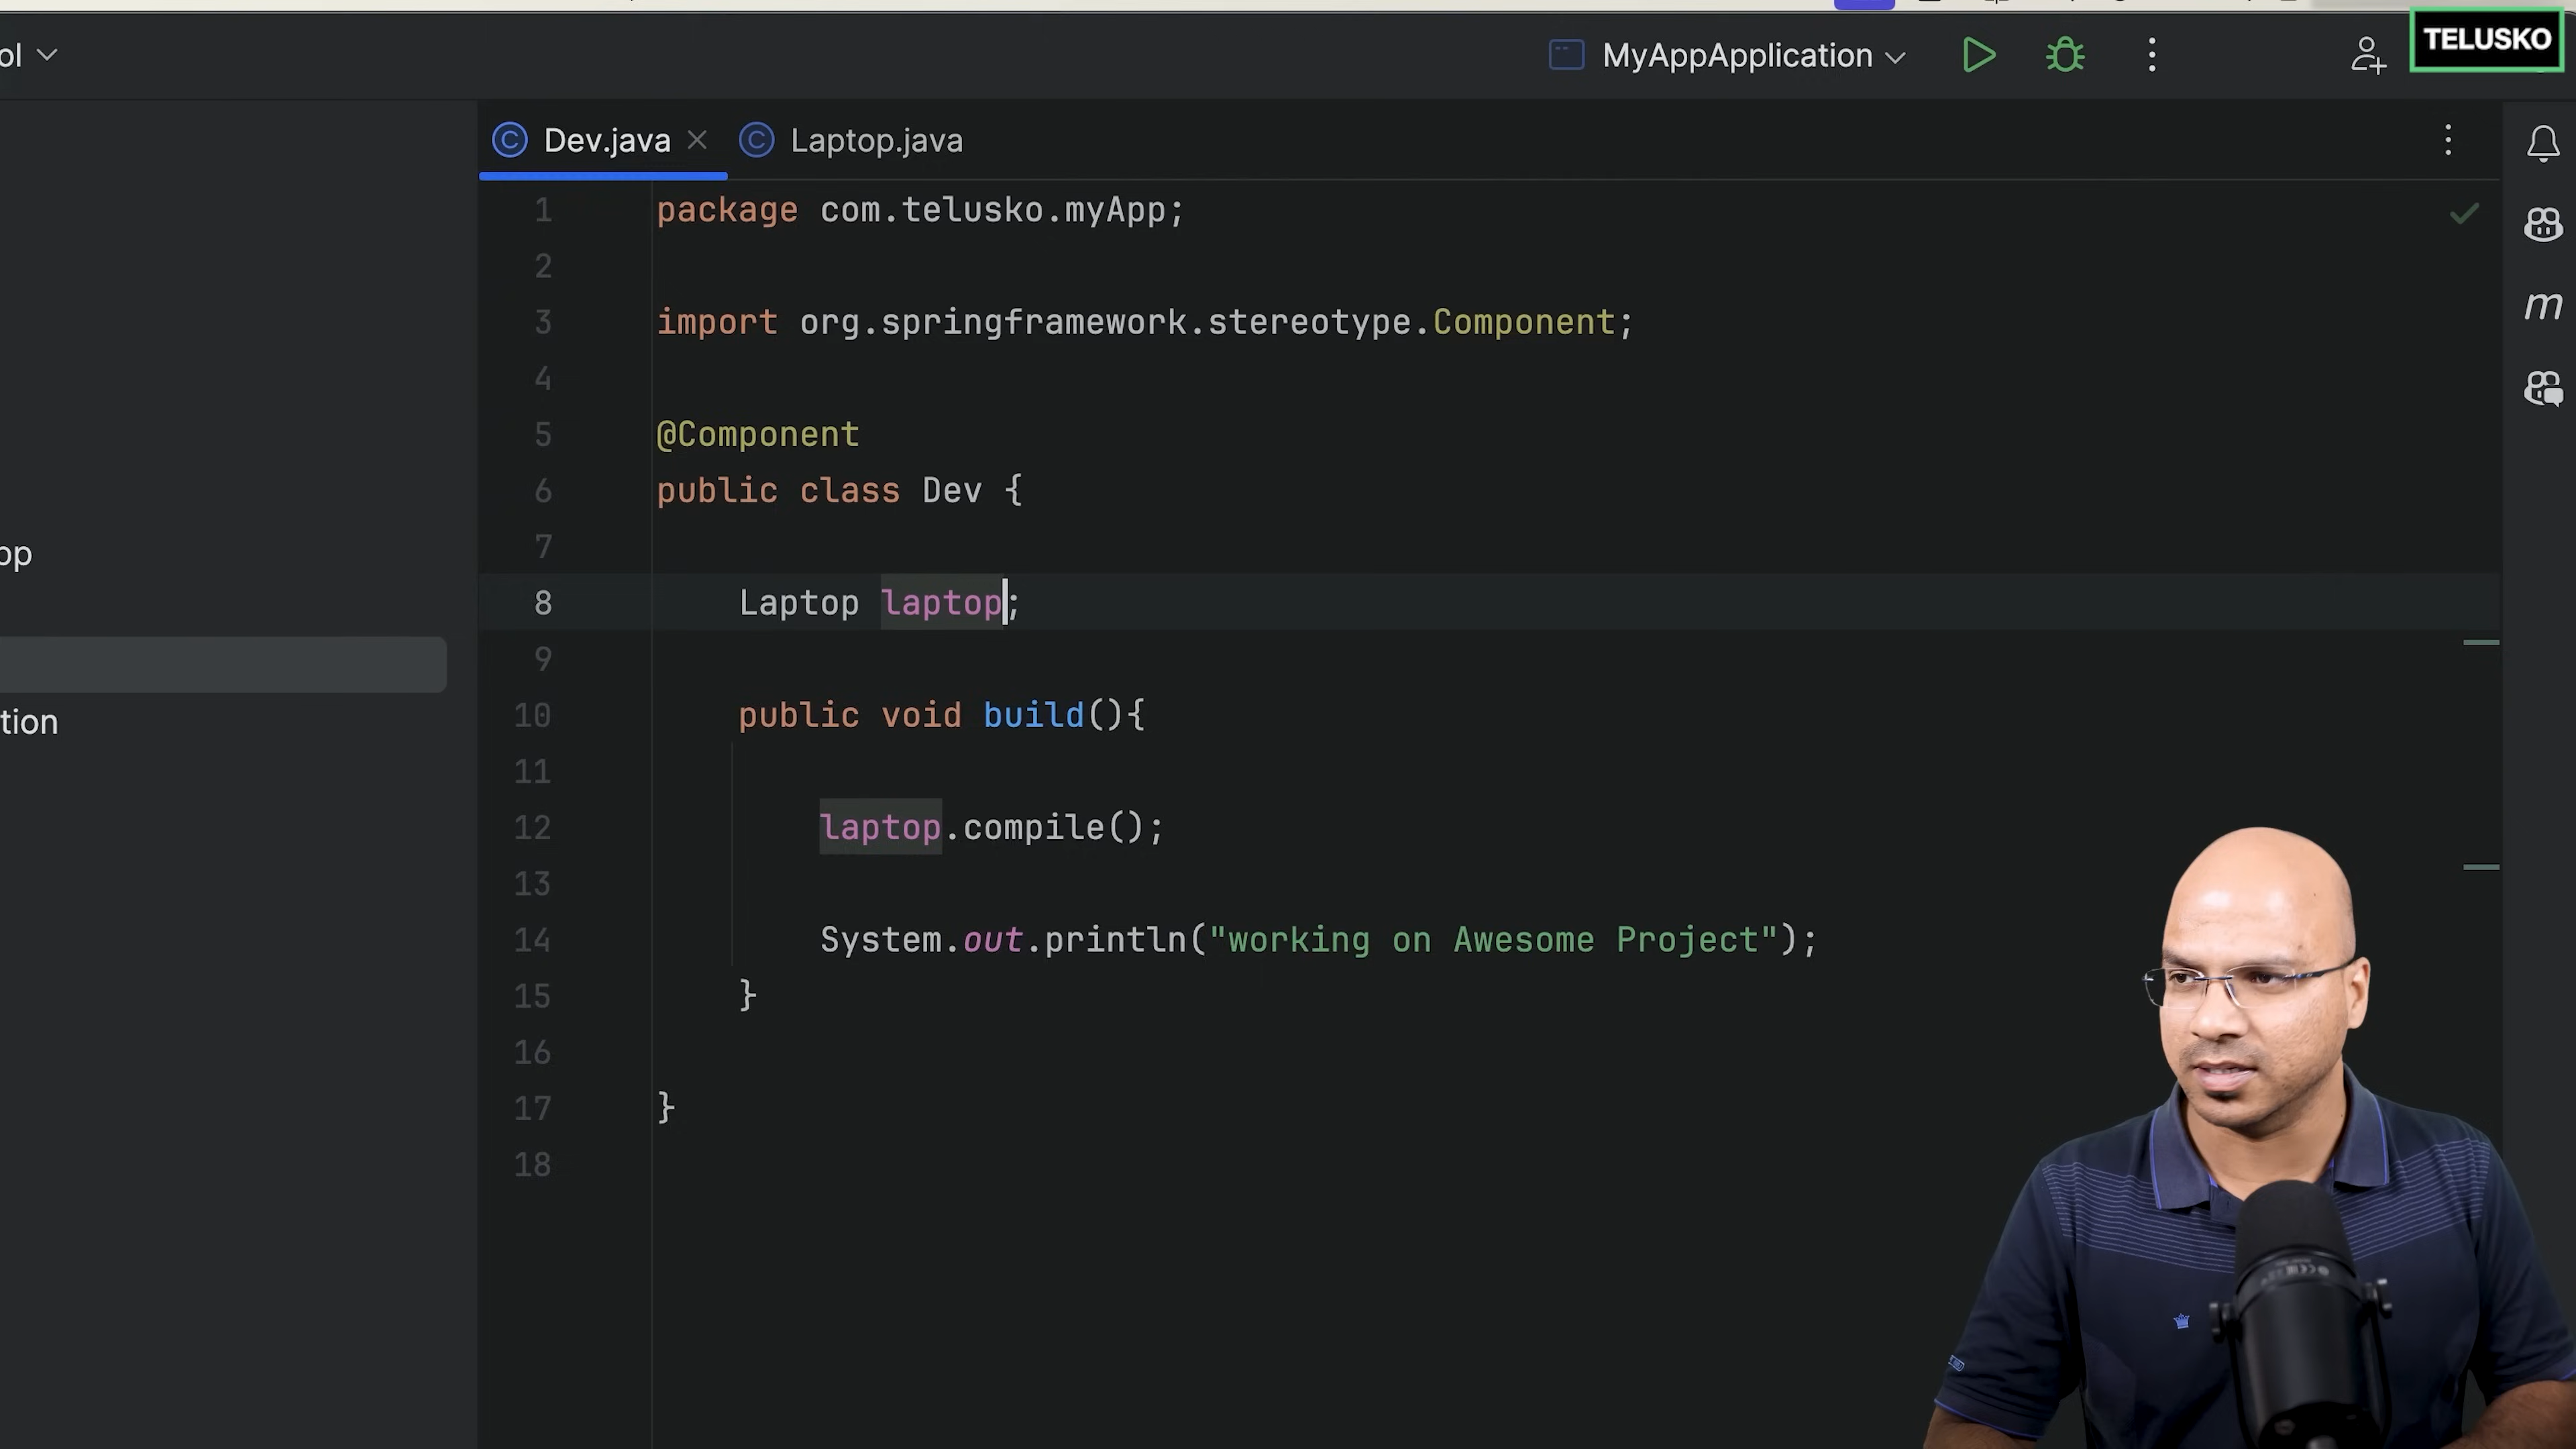 ol
MyAppApplication
TELUSKO
Dev.java
Laptop.java
1 package com.telusko.myApp;
2
3 import org.springframework.stereotype.Component;
4
5 @Component
6 public class Dev {
7
8 Laptop laptop;
9
10 public void build(){
11
12 laptop.compile();
13
14 System.out.println("working on Awesome Project");
15 }
16
17 }
18
op
tion
m